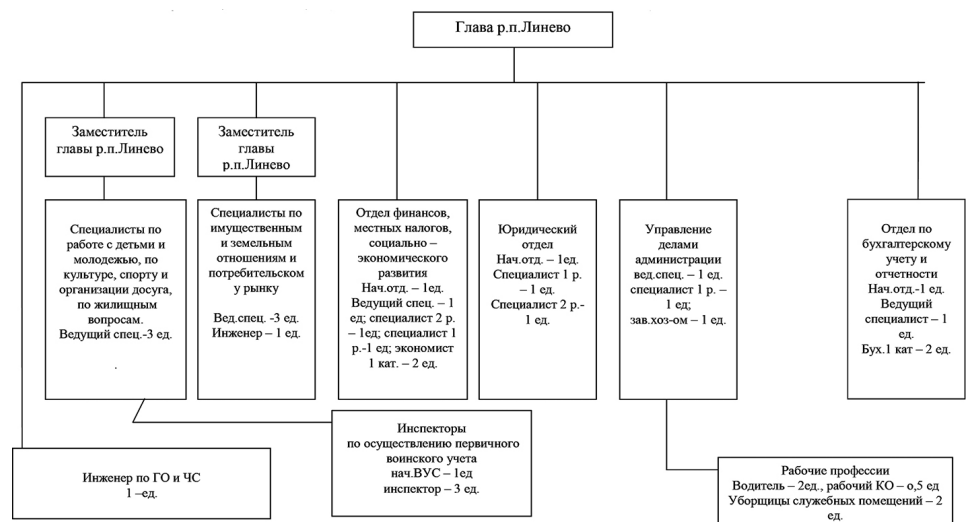 Глава р.п.Линево
Заместитель
главы р.п.Линево
Заместитель
главы
р.п.Линево
Специалисты по
работе с детьми и
молодежью, по
культуре, спорту и
организации досуга,
по жилищным
вопросам.
Ведущий спец.-3 ед.
.
Специалисты по
имущественным
и земельным
отношениям и
потребительском
у рынку
Вед.спец. -3 ед.
Инженер – 1 ед.
Отдел финансов,
местных налогов,
социально –
экономического
развития
Нач.отд. – 1ед.
Ведущий спец. – 1
ед; специалист 2 р.
– 1ед; специалист 1
р.-1 ед; экономист
1 кат. – 2 ед.
Юридический
отдел
Нач.отд. – 1ед.
Специалист 1 р.
– 1 ед.
Специалист 2 р.-
1 ед.
Управление
делами
администрации
вед.спец. – 1 ед.
специалист 1 р. –
1 ед;
зав.хоз-ом – 1 ед.
Отдел по
бухгалтерскому
учету и
отчетности
Нач.отд.-1 ед.
Ведущий
специалист – 1
ед.
Бух.1 кат – 2 ед.
Инженер по ГО и ЧС
1 –ед.
Инспекторы
по осуществлению первичного
воинского учета
нач.ВУС – 1ед
инспектор – 3 ед.
Рабочие профессии
Водитель – 2ед., рабочий КО – о,5 ед
Уборщицы служебных помещений – 2
ед.